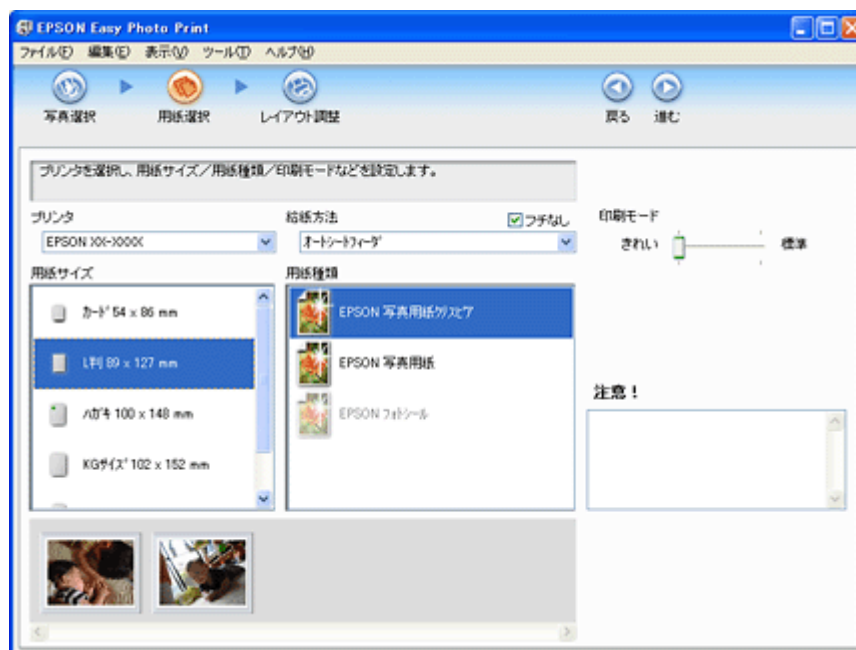 EPSON Easy Photo Print
ファイル(F) 編集(E) 表示(V) ツール(T) ヘルプ(H)
写真選択 用紙選択 レイアウト調整 戻る 進む
プリンタを選択し、用紙サイズ/用紙種類/印刷モードなどを設定します。
プリンタ 給紙方法 フチなし 印刷モード
EPSON XX-XXXX オートシートフィーダ きれい 標準
用紙サイズ 用紙種類
カード 54 x 86 mm EPSON 写真用紙クリスピア
L判 89 x 127 mm EPSON 写真用紙
注意!
ハガキ 100 x 148 mm EPSON フォトシール
KGサイズ 102 x 152 mm